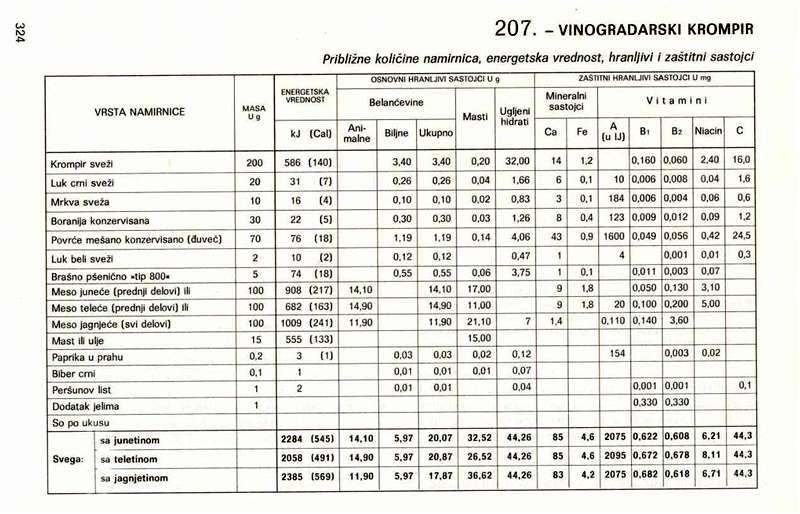 324
207. – VINOGRADARSKI KROMPIR
Približne količine namirnica, energetska vrednost, hranljivi i zaštitni sastojci
VRSTA NAMIRNICE MASA U g ENERGETSKA VREDNOST OSNOVNI HRANLJIVI SASTOJCI U g ZAŠTITNI HRANLJIVI SASTOJCI U mg
Belančevine Masti Ugljeni hidrati Mineralni sastojci Vitamini
kJ (Cal) Ani-malne Biljne Ukupno Ca Fe A (u IJ) B1 B2 Niacin C
Krompir sveži 200 586 (140) 3,40 3,40 0,20 32,00 14 1,2 0,160 0,060 2,40 16,0
Luk crni sveži 20 31 (7) 0,26 0,26 0,04 1,66 6 0,1 10 0,006 0,008 0,04 1,6
Mrkva sveža 10 16 (4) 0,10 0,10 0,02 0,83 3 0,1 184 0,006 0,004 0,06 0,6
Boranija konzervisana 30 22 (5) 0,30 0,30 0,03 1,26 8 0,4 123 0,009 0,012 0,09 1,2
Povrće mešano konzervisano (đuveč) 70 76 (18) 1,19 1,19 0,14 4,06 43 0,9 1600 0,049 0,056 0,42 24,5
Luk beli sveži 2 10 (2) 0,12 0,12 0,47 1 4 0,001 0,01 0,3
Brašno pšenično »tip 800« 5 74 (18) 0,55 0,55 0,06 3,75 1 0,1 0,011 0,003 0,07
Meso juneće (prednji delovi) ili 100 908 (217) 14,10 14,10 17,00 9 1,8 0,050 0,130 3,10
Meso teleće (prednji delovi) ili 100 682 (163) 14,90 14,90 11,00 9 1,8 20 0,100 0,200 5,00
Meso jagnjeće (svi delovi) 100 1009 (241) 11,90 11,90 21,10 7 1,4 0,110 0,140 3,60
Mast ili ulje 15 555 (133) 15,00
Paprika u prahu 0,2 3 (1) 0,03 0,03 0,02 0,12 154 0,003 0,02
Biber crni 0,1 1 0,01 0,01 0,01 0,07
Peršunov list 1 2 0,01 0,01 0,04 0,001 0,001 0,1
Dodatak jelima 1 0,330 0,330
So po ukusu
Svega:
sa junetinom 2284 (545) 14,10 5,97 20,07 32,52 44,26 85 4,6 2075 0,622 0,608 6,21 44,3
sa teletinom 2058 (491) 14,90 5,97 20,87 26,52 44,26 85 4,6 2095 0,672 0,678 8,11 44,3
sa jagnjetinom 2385 (569) 11,90 5,97 17,87 36,62 44,26 83 4,2 2075 0,682 0,618 6,71 44,3